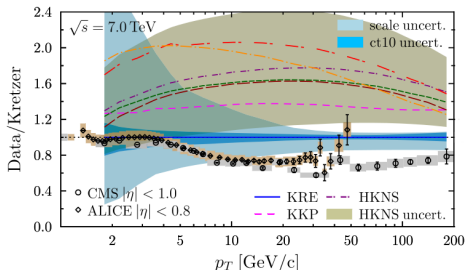 √s = 7.0 TeV
scale uncert.
ct10 uncert.
Data/Kretzer
2.4
2.0
1.6
1.2
0.8
0.4
0.0
CMS |η| < 1.0
ALICE |η| < 0.8
KRE
KKP
HKNS
HKNS uncert.
2 5 10 20 50 100 200
p_T [GeV/c]